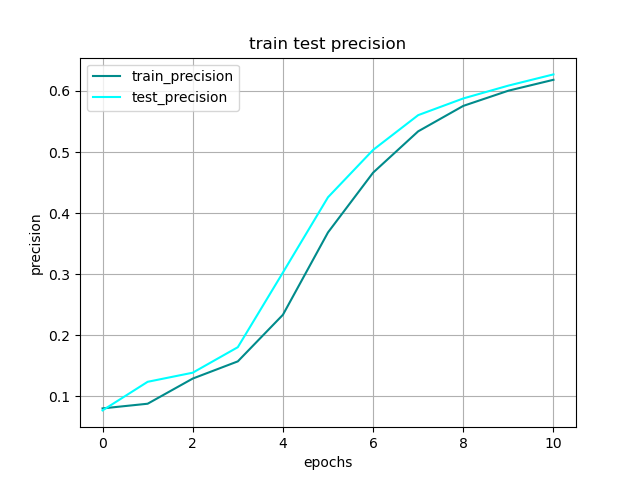 train test precision
train_precision
test_precision
precision
0.6
0.5
0.4
0.3
0.2
0.1
0 2 4 6 8 10
epochs